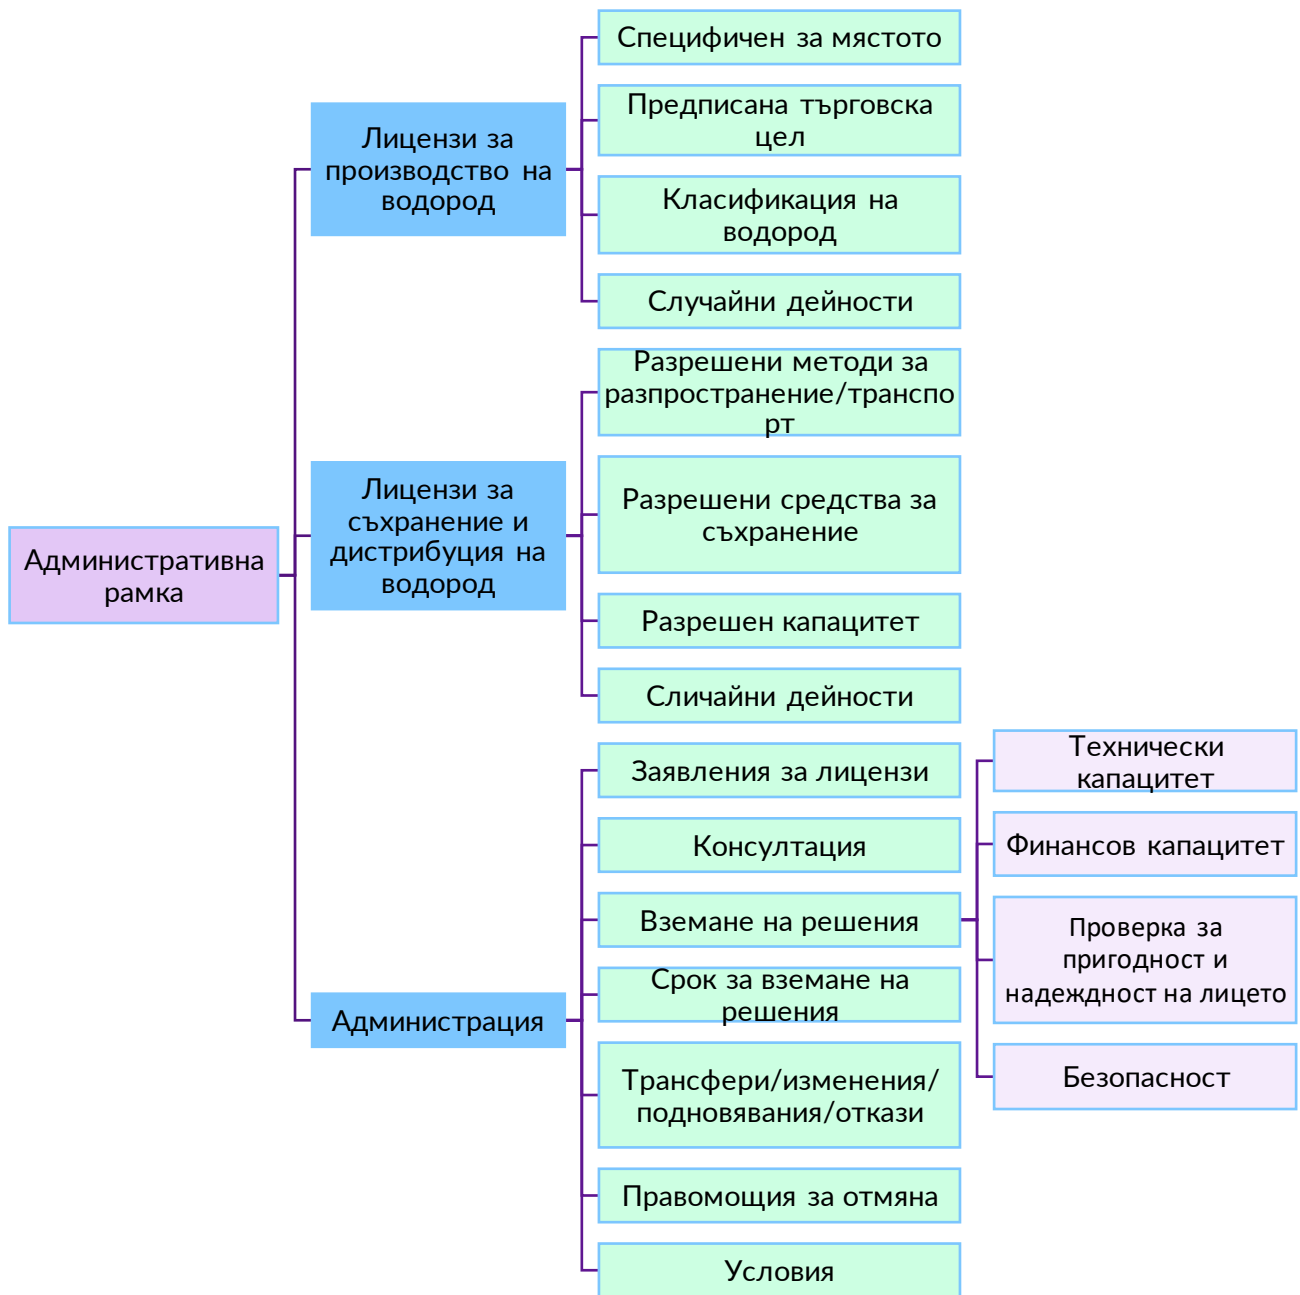 Административна
рамка
Лицензи за
производство на
водород
Специфичен за мястото
Предписана търговска
цел
Класификация на
водород
Случайни дейности
Лицензи за
съхранение и
дистрибуция на
водород
Разрешени методи за
разпространение/транспо
рт
Разрешени средства за
съхранение
Разрешен капацитет
Сличайни дейности
Администрация
Заявления за лицензи
Консултация
Вземане на решения
Технически
капацитет
Финансов капацитет
Проверка за
пригодност и
надеждност на лицето
Безопасност
Срок за вземане на
решения
Трансфери/изменения/
подновявания/откази
Правомощия за отмяна
Условия